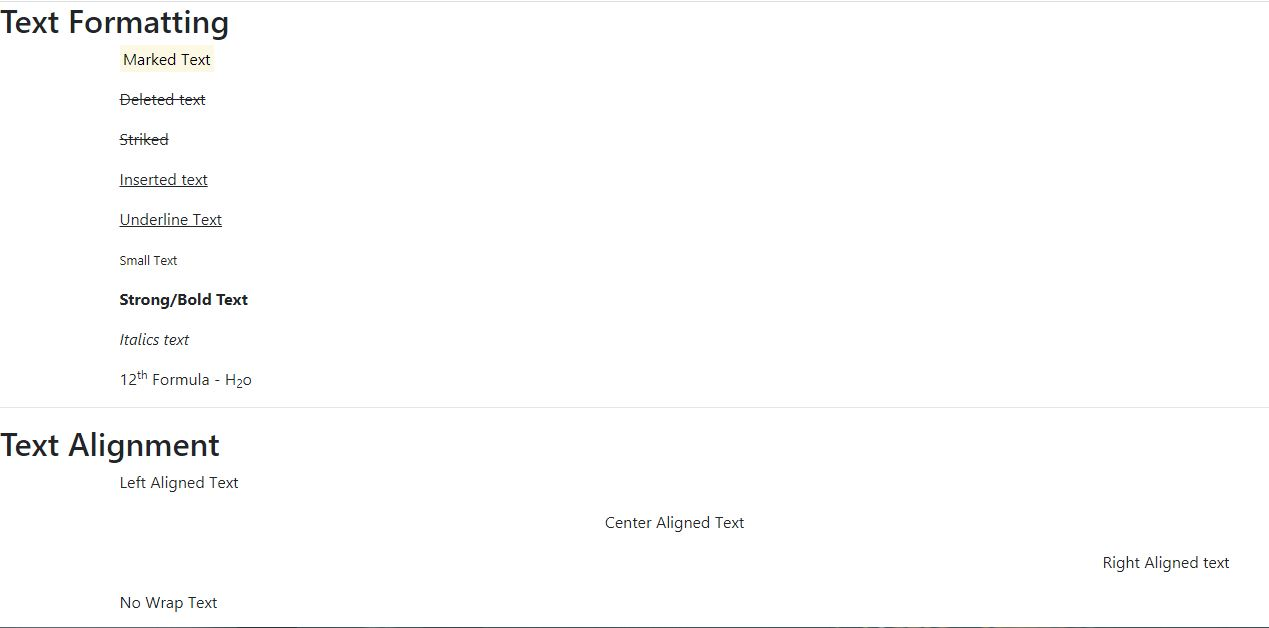 Text Formatting
Marked Text
Deleted text
Striked
Inserted text
Underline Text
Small Text
Strong/Bold Text
Italics text
12th Formula - H2o
Text Alignment
Left Aligned Text
Center Aligned Text
Right Aligned text
No Wrap Text